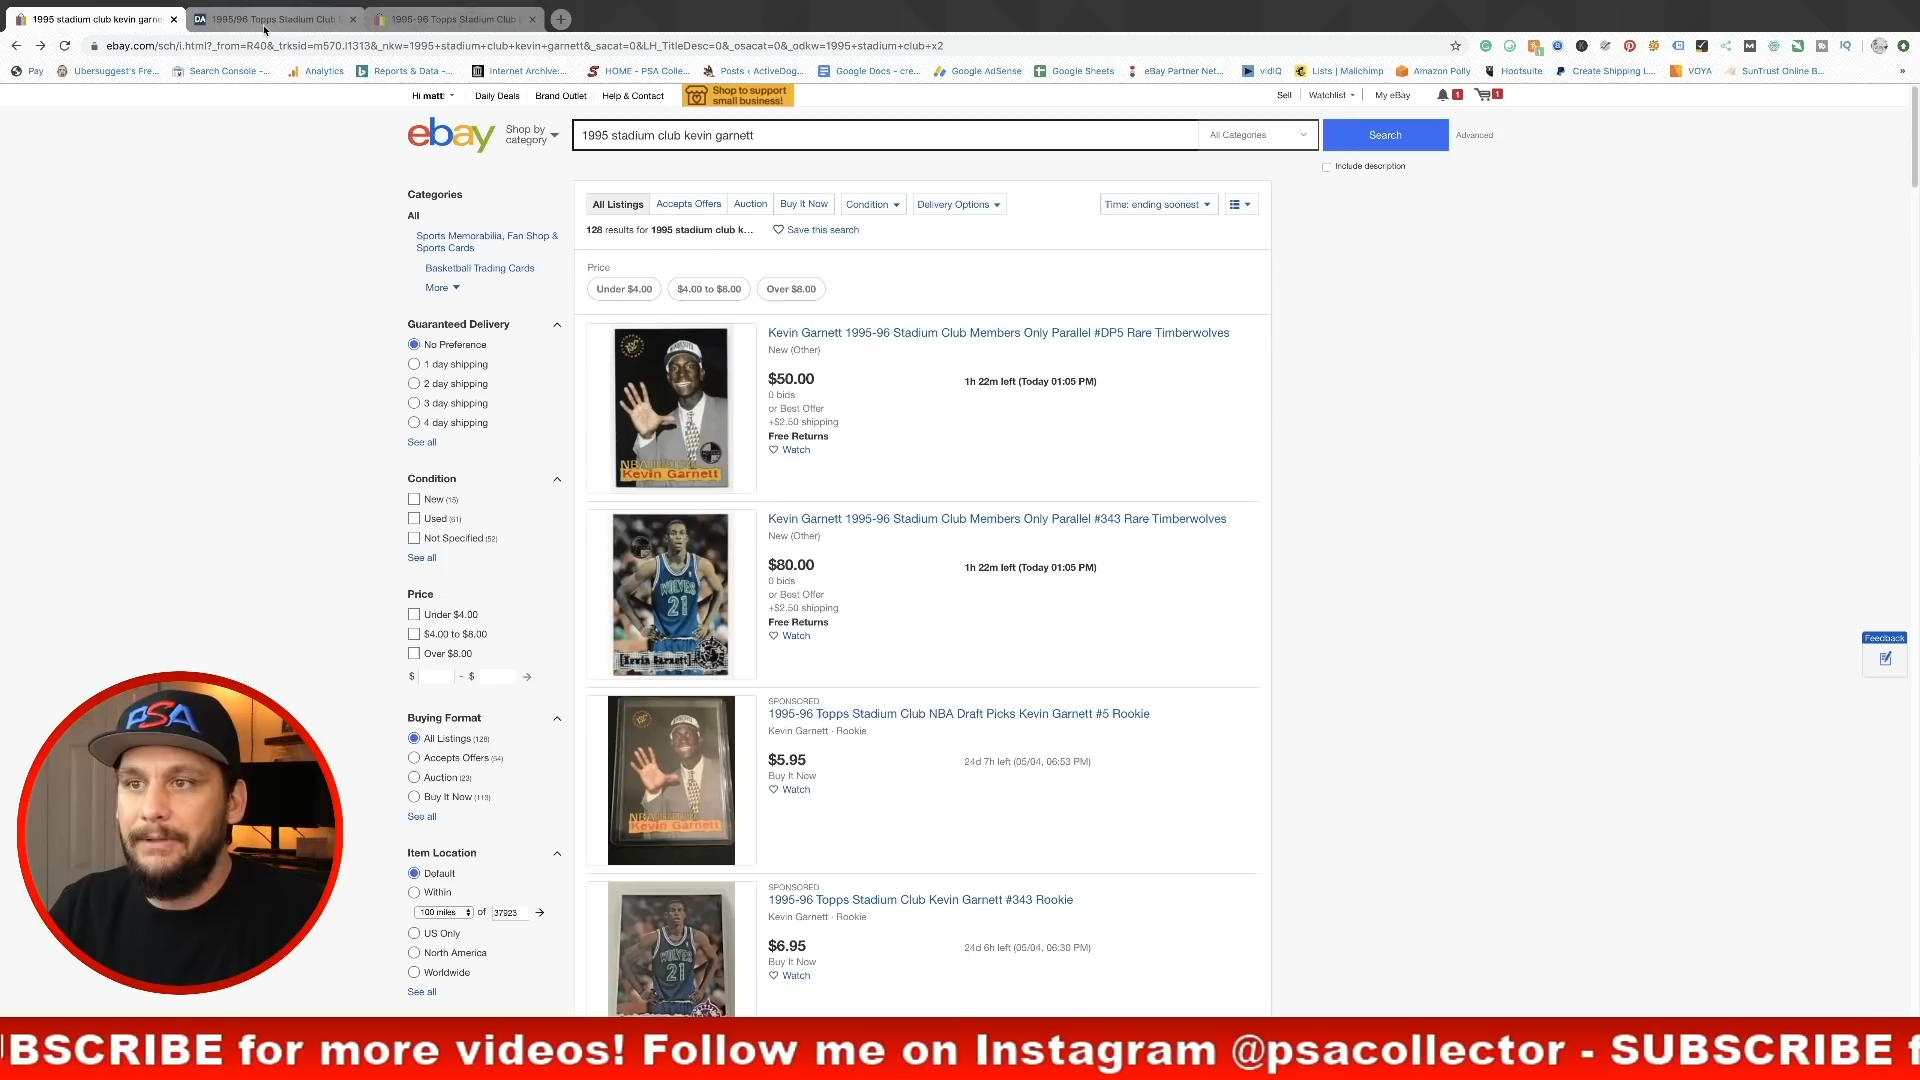 1995 stadium club kevin garne
DA 1995/96 Topps Stadium Club
1995-96 Topps Stadium Club
ebay.com/sch/i.html?_from=R40&_trksid=m570.l1313&_nkw=1995+stadium+club+kevin+garnett&_sacat=0&LH_TitleDesc=0&_osacat=0&_odkw=1995+stadium+club+x2
Pay
Ubersuggest's Fre...
Search Console -...
Analytics
Reports & Data -...
Internet Archive:...
HOME - PSA Colle...
Posts ‹ ActiveDog...
Google Docs - cre...
Google AdSense
Google Sheets
eBay Partner Net...
vidIQ
Lists | Mailchimp
Amazon Polly
Hootsuite
Create Shipping L...
VOYA
SunTrust Online B...
Hi matt!
Daily Deals
Brand Outlet
Help & Contact
Shop to support
small business!
Sell
Watchlist
My eBay
1
1
ebay
Shop by
category
1995 stadium club kevin garnett
All Categories
Search
Advanced
Include description
Categories
All
Sports Memorabilia, Fan Shop &
Sports Cards
Basketball Trading Cards
More
Guaranteed Delivery
No Preference
1 day shipping
2 day shipping
3 day shipping
4 day shipping
See all
Condition
New (15)
Used (61)
Not Specified (52)
See all
Price
Under $4.00
$4.00 to $8.00
Over $8.00
$ - $
Buying Format
All Listings (128)
Accepts Offers (54)
Auction (23)
Buy It Now (113)
See all
Item Location
Default
Within
100 miles of 37923
US Only
North America
Worldwide
See all
All Listings
Accepts Offers
Auction
Buy It Now
Condition
Delivery Options
Time: ending soonest
128 results for 1995 stadium club k...
Save this search
Price
Under $4.00
$4.00 to $8.00
Over $8.00
Kevin Garnett 1995-96 Stadium Club Members Only Parallel #DP5 Rare Timberwolves
New (Other)
$50.00
1h 22m left (Today 01:05 PM)
0 bids
or Best Offer
+$2.50 shipping
Free Returns
Watch
Kevin Garnett
Kevin Garnett 1995-96 Stadium Club Members Only Parallel #343 Rare Timberwolves
New (Other)
$80.00
1h 22m left (Today 01:05 PM)
0 bids
or Best Offer
+$2.50 shipping
Free Returns
Watch
WOLVES
21
Kevin Garnett
SPONSORED
1995-96 Topps Stadium Club NBA Draft Picks Kevin Garnett #5 Rookie
Kevin Garnett · Rookie
$5.95
24d 7h left (05/04, 06:53 PM)
Buy It Now
Watch
Kevin Garnett
SPONSORED
1995-96 Topps Stadium Club Kevin Garnett #343 Rookie
Kevin Garnett · Rookie
$6.95
24d 6h left (05/04, 06:30 PM)
Buy It Now
Watch
WOLVES
21
Feedback
PSA
BSCRIBE for more videos! Follow me on Instagram @psacollector - SUBSCRIBE f